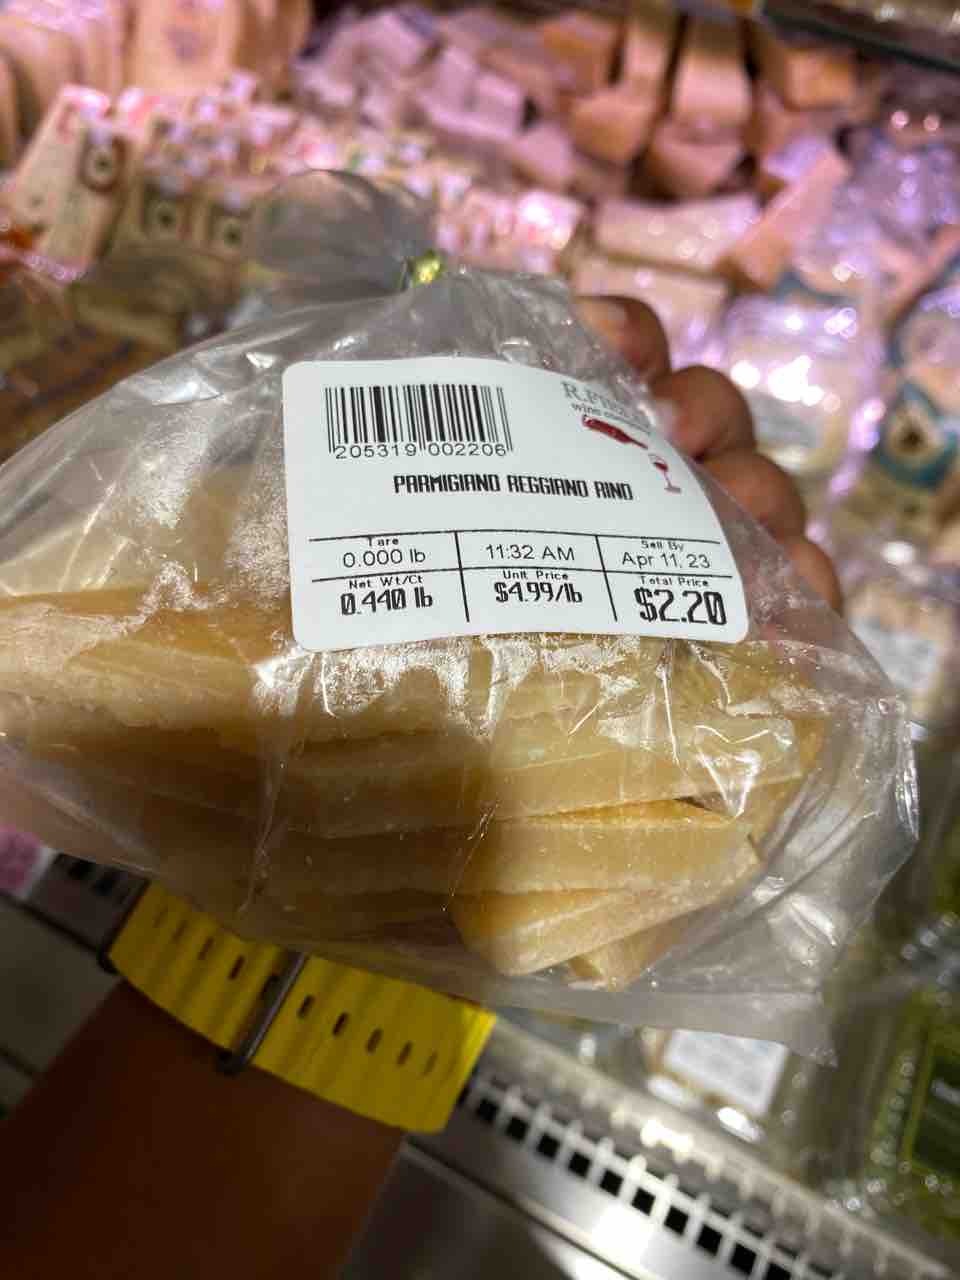 205319 002206
wine
PARMIGIANO REGGIANO RIND
Tare
0.000 lb
11:32 AM
Sell By
Apr 11, 23
Net Wt/Ct
0.440 lb
Unit Price
$4.99/lb
Total Price
$2.20